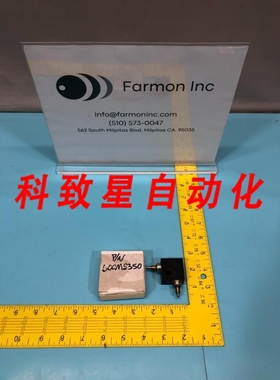 Farmon Inc
info@farmoninc.com
(510) 573-0047
562 South Milpitas Blvd, Milpitas CA, 95035
科致星自动化
P/N